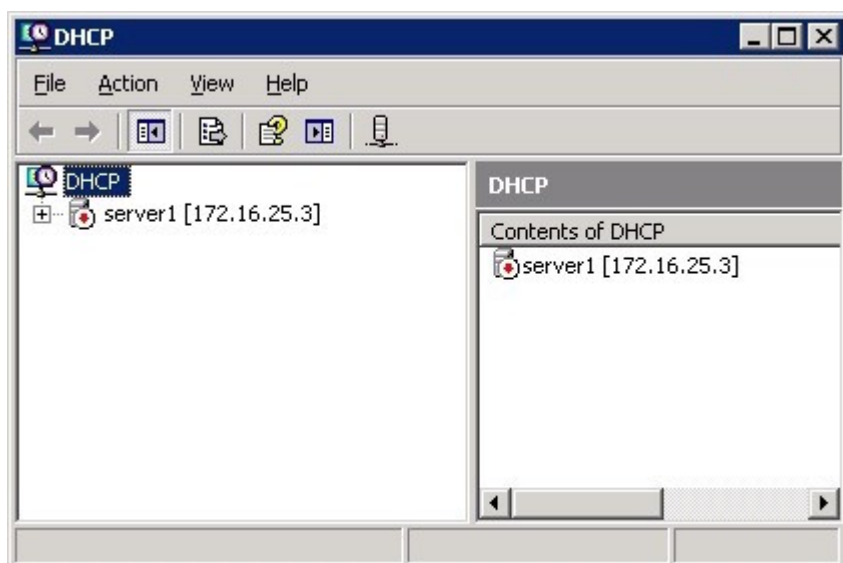 DHCP
File Action View Help
DHCP
server1 [172.16.25.3]
DHCP
Contents of DHCP
server1 [172.16.25.3]